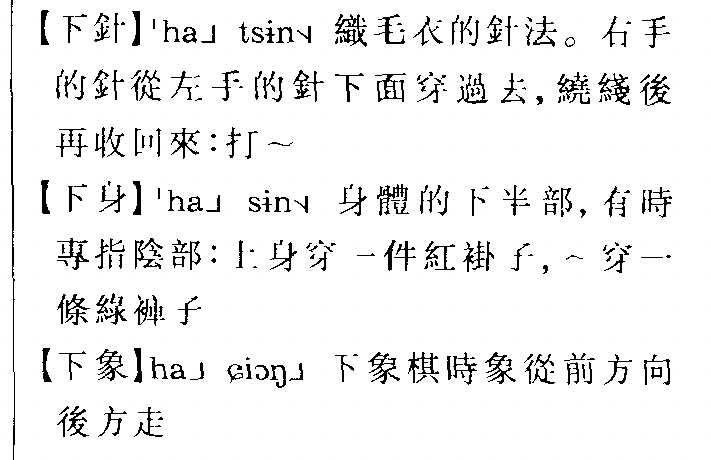 【下針】ˈha˩ tsɨn˧˩ 織毛衣的針法。右手
的針從左手的針下面穿過去，繞綫後
再收回來：打～
【下身】ˈha˩ sɨn˧˩ 身體的下半部，有時
專指陰部：上身穿一件紅褂子，～穿一
條綠褲子
【下象】ha˩ ɕiɔŋ˩ 下象棋時象從前方向
後方走